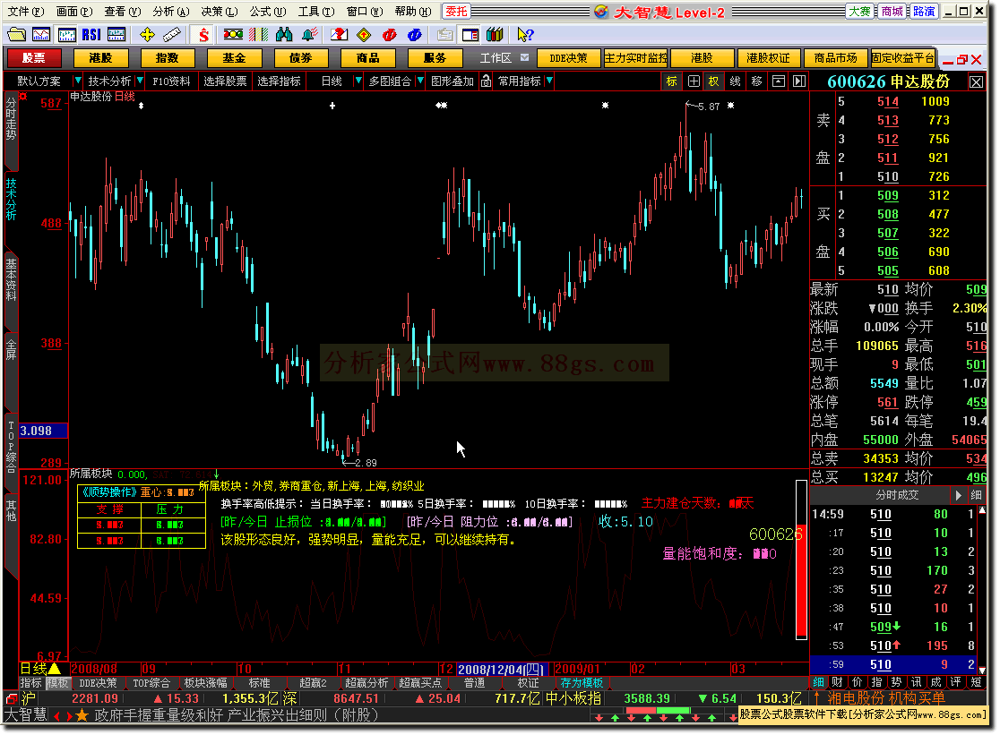 文件(F) 画面(P) 查看(V) 分析(A) 决策(L) 公式(U) 工具(T) 窗口(W) 帮助(H) 委托 大智慧 Level-2 大赛 商城 路演
RSI
股票 港股 指数 基金 债券 商品 服务 工作区 DDE决策 主力实时监控 港股 港股权证 商品市场 固定收益平台
默认方案 技术分析 F10资料 选择股票 选择指标 日线 多图组合 图形叠加 常用指标 标 权 线 移 600626 申达股份
申达股份 日线
分时走势
技术分析
基本资料
全屏
TOP综合
其他
587
488
388
3.098
289
5.87
2.89
分析家公式网www.88gs.com
卖盘
5 514 1009
4 513 773
3 512 756
2 511 921
1 510 726
买盘
1 509 312
2 508 477
3 507 322
4 506 690
5 505 608
最新 510 均价 509
涨跌 ▼000 换手 2.30%
涨幅 0.00% 今开 510
总手 109065 最高 516
现手 9 最低 501
总额 5549 量比 1.07
涨停 561 跌停 459
总笔 5614 每笔 19.4
内盘 55000 外盘 54065
总卖 34353 均价 534
总买 13247 均价 496
分时成交 细
14:59 510 80 1
:17 510 10 1
:20 510 13 2
:23 510 170 3
:35 510 27 2
:38 510 10 1
:47 509 16 1
:53 510 195 8
:59 510 9 2
所属板块 0.000,
121.00
82.80
44.59
6.97
《顺势操作》重心:
支撑 压力
所属板块：外贸,券商重仓,新上海,上海,纺织业
换手率高低提示： 当日换手率： % 5日换手率： % 10日换手率： %
主力建仓天数： 天
[昨/今日 止损位 : / ] [昨/今日 阻力位 : / ] 收:5.10
该股形态良好，强势明显，量能充足，可以继续持有。
600626
量能饱和度：
日线 2008/08 09 10 11 12 2008/12/04(四) 2009/01 02 03
指标 模板 DDE决策 TOP综合 板块涨幅 标准 超赢2 超赢分析 超赢买点 普通 权证 存为模板 细 财 价 指 势 讯 成 评 短
沪 2281.09 ▲15.33 1,355.3亿 深 8647.51 ▲25.04 717.7亿 中小板指 3588.39 ▼6.54 150.3亿 湘电股份 机构买单
大智慧 政府手握重量级利好 产业振兴出细则（附股）
股票公式股票软件下载[分析家公式网www.88gs.com]